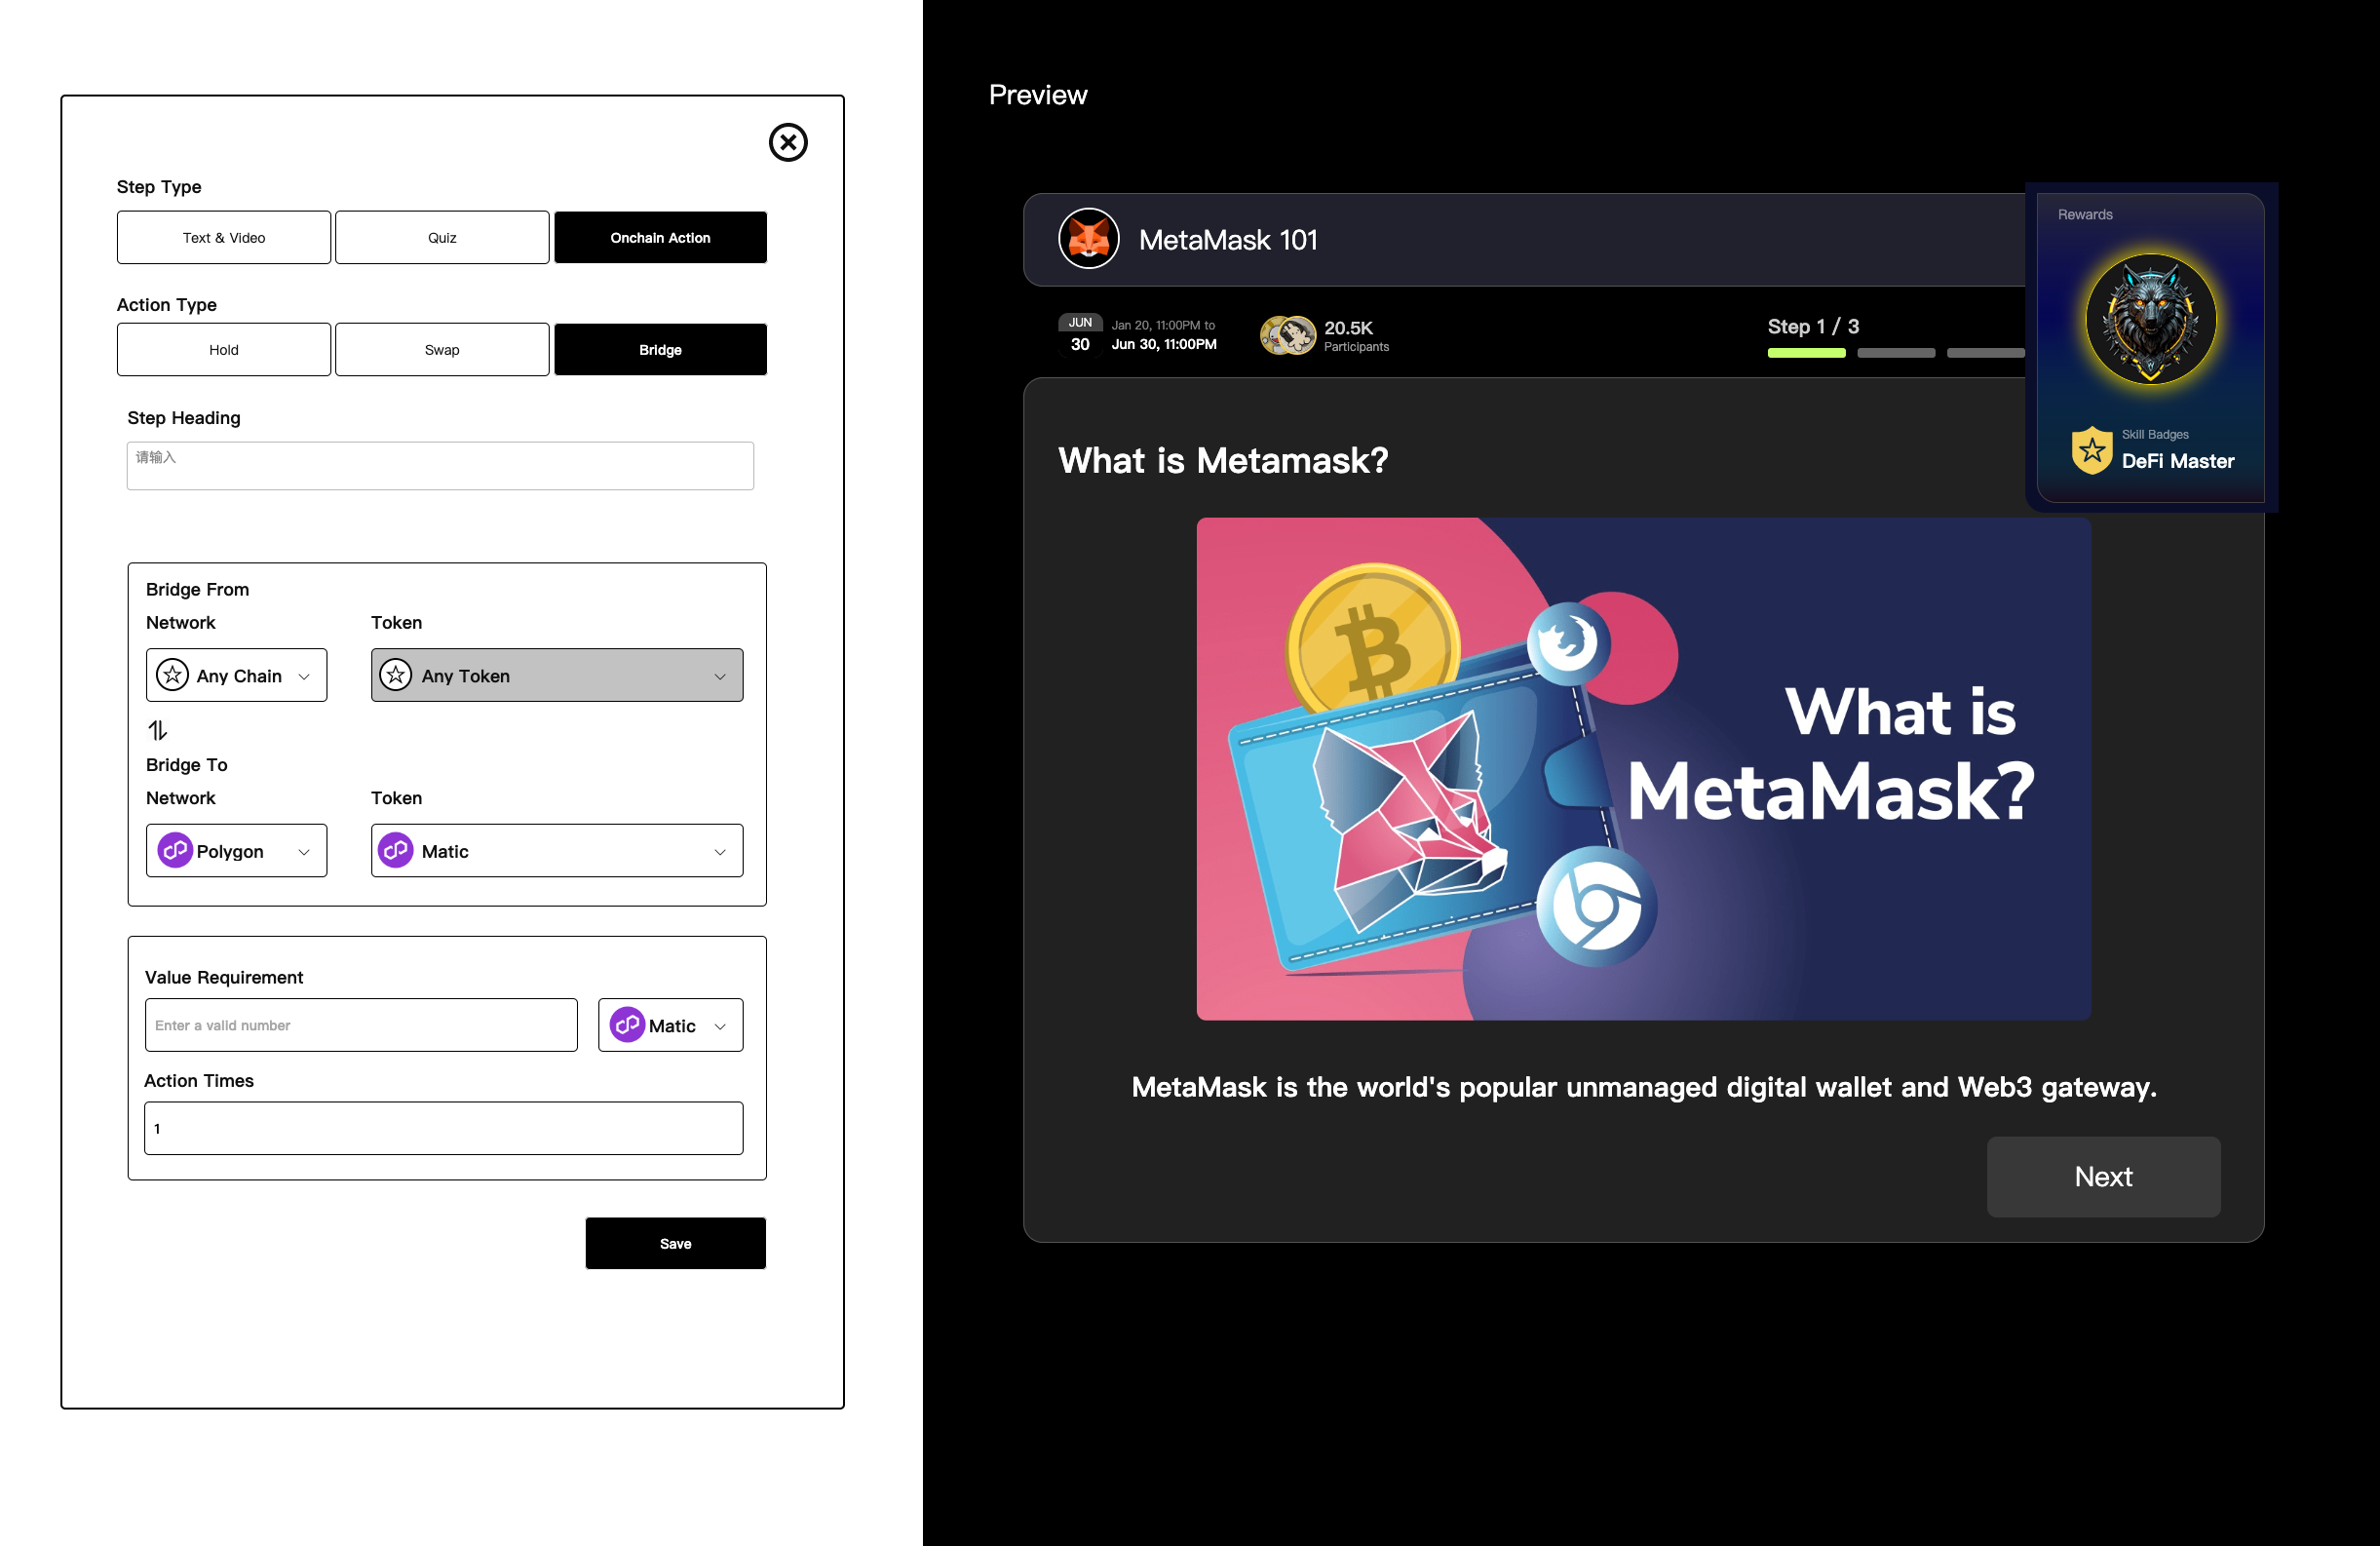 Step Type
Text & Video
Quiz
Onchain Action
Action Type
Hold
Swap
Bridge
Step Heading
请输入
Bridge From
Network
Token
Any Chain
Any Token
Bridge To
Network
Token
Polygon
Matic
Value Requirement
Enter a valid number
Matic
Action Times
1
Save
Preview
MetaMask 101
Rewards
JUN
30
Jan 20, 11:00PM to
Jun 30, 11:00PM
20.5K
Participants
Step 1 / 3
Skill Badges
DeFi Master
What is Metamask?
What is
MetaMask?
MetaMask is the world's popular unmanaged digital wallet and Web3 gateway.
Next